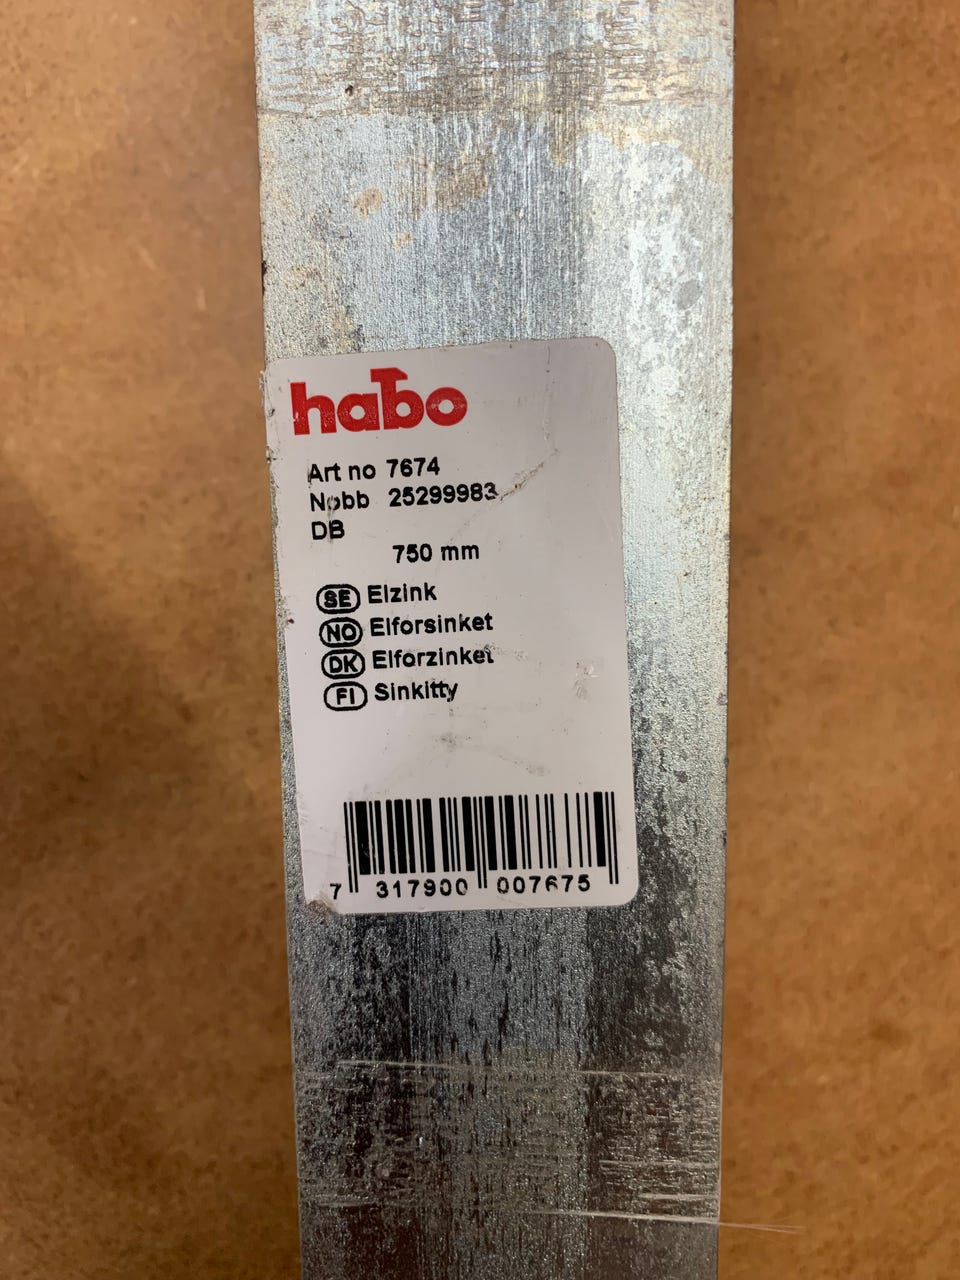 habo
Art no 7674
Nobb 25299983
DB
750 mm
SE Elzink
NO Elforsinket
DK Elforzinket
FI Sinkitty
7 317900 007675